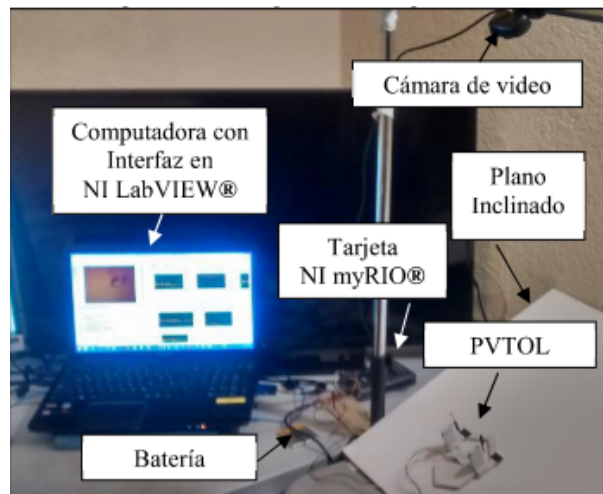 Cámara de video
Computadora con
Interfaz en
NI LabVIEW®
Plano
Inclinado
Tarjeta
NI myRIO®
PVTOL
Batería